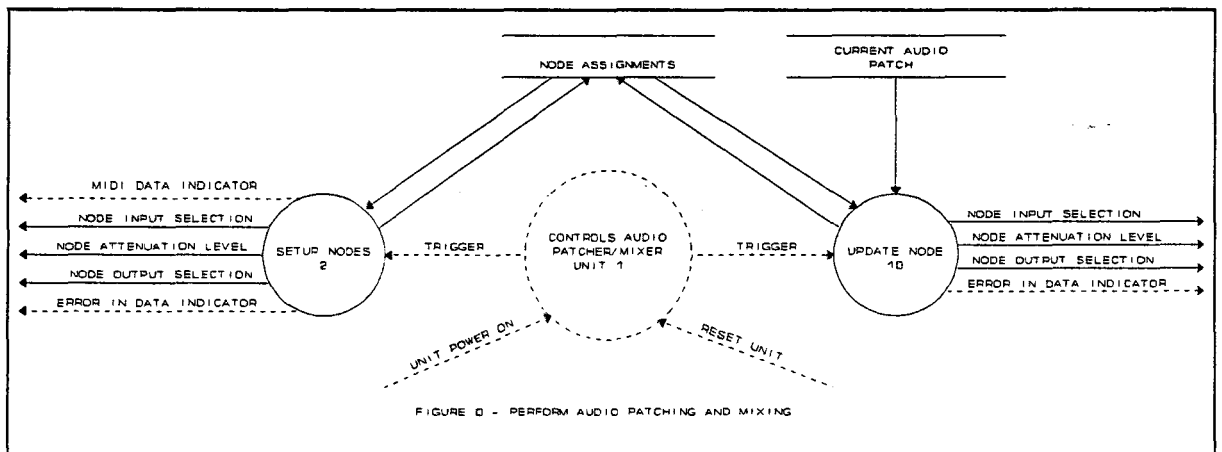 NODE ASSIGNMENTS
CURRENT AUDIO
PATCH
MIDI DATA INDICATOR
NODE INPUT SELECTION
NODE ATTENUATION LEVEL
NODE OUTPUT SELECTION
ERROR IN DATA INDICATOR
SETUP NODES
2
TRIGGER
CONTROLS AUDIO
PATCHER/MIXER
UNIT 1
TRIGGER
UPDATE NODE
10
NODE INPUT SELECTION
NODE ATTENUATION LEVEL
NODE OUTPUT SELECTION
ERROR IN DATA INDICATOR
UNIT POWER ON
RESET UNIT
FIGURE 0 - PERFORM AUDIO PATCHING AND MIXING